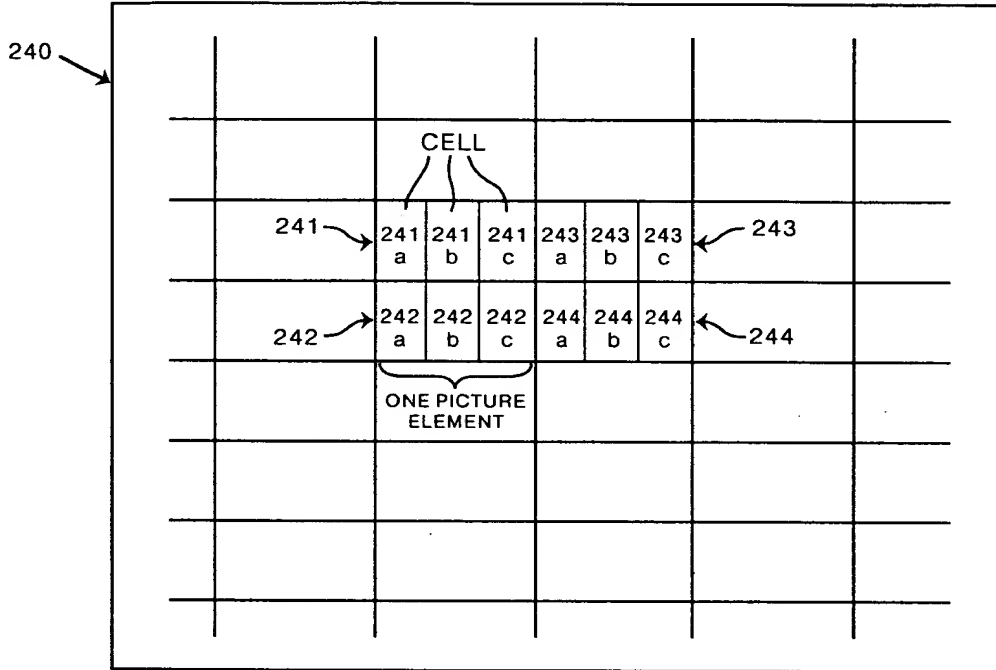 240
CELL
241 241 a 241 b 241 c 243 a 243 b 243 c 243
242 242 a 242 b 242 c 244 a 244 b 244 c 244
ONE PICTURE
ELEMENT